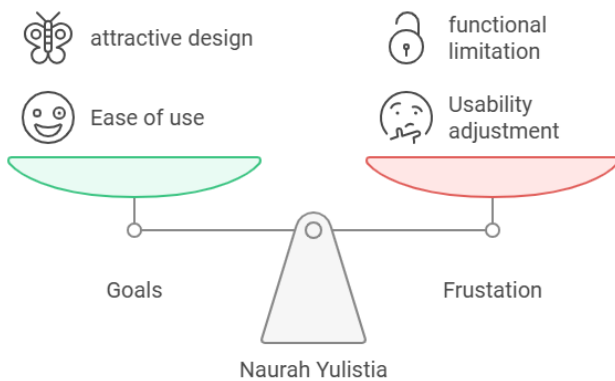 attractive design
Ease of use
functional
limitation
Usability
adjustment
Goals
Frustation
Naurah Yulistia